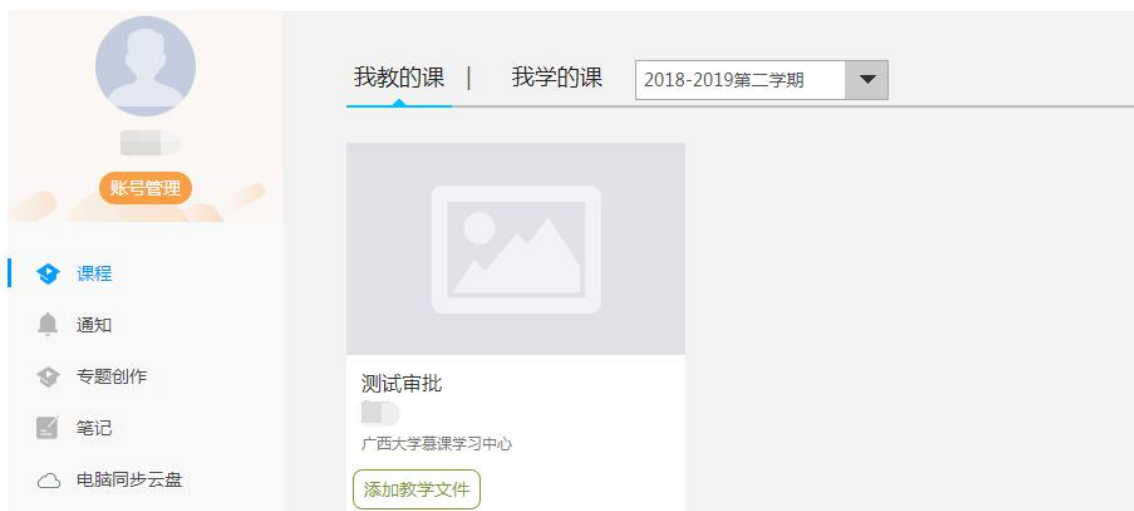 账号管理
课程
通知
专题创作
笔记
电脑同步云盘
我教的课 | 我学的课 2018-2019第二学期
测试审批
广西大学慕课学习中心
添加教学文件